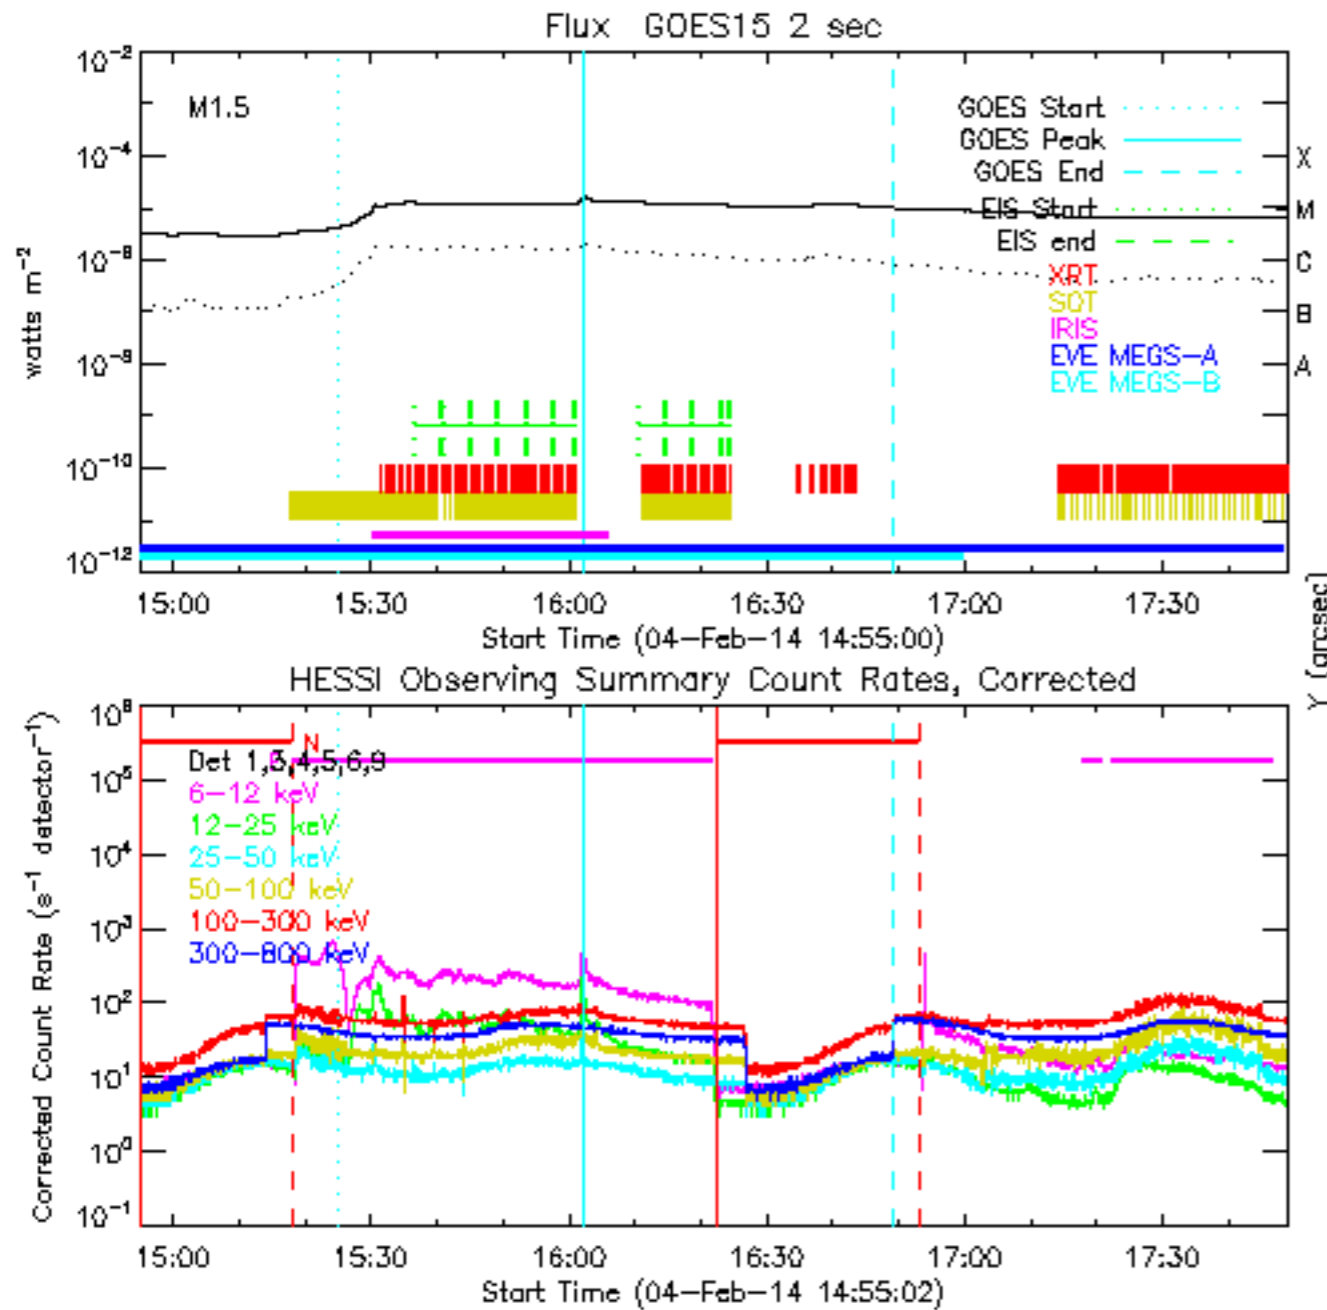 Flux GOES15 2 sec
10⁻²
10⁻⁴
10⁻⁶
10⁻⁸
10⁻¹⁰
10⁻¹²
watts m⁻²
M1.5
GOES Start
GOES Peak
GOES End
EIS Start
EIS end
XRT
SOT
IRIS
EVE MEGS-A
EVE MEGS-B
X
M
C
B
A
15:00 15:30 16:00 16:30 17:00 17:30
Start Time (04-Feb-14 14:55:00)
Y (arcsec)
HESSI Observing Summary Count Rates, Corrected
10⁶
10⁵
10⁴
10³
10²
10¹
10⁰
10⁻¹
Corrected Count Rate (s⁻¹ detector⁻¹)
N
Det 1,3,4,5,6,9
6-12 keV
12-25 keV
25-50 keV
50-100 keV
100-300 keV
300-800 keV
15:00 15:30 16:00 16:30 17:00 17:30
Start Time (04-Feb-14 14:55:02)